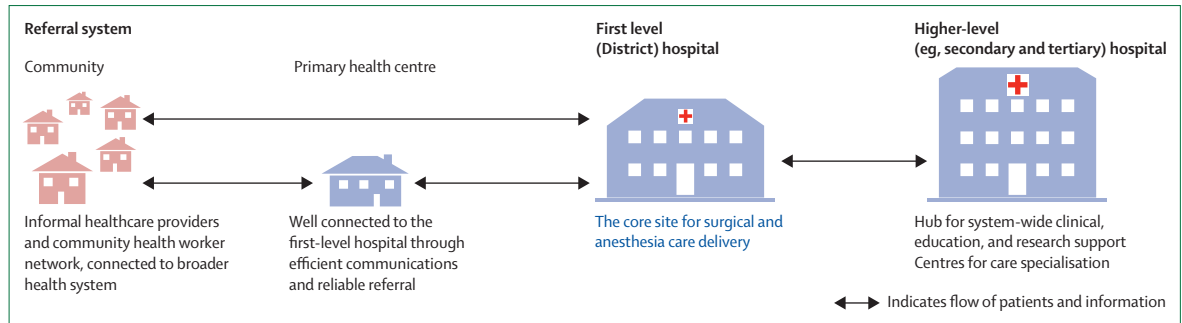 Referral system
Community
Primary health centre
First level
(District) hospital
Higher-level
(eg, secondary and tertiary) hospital
Informal healthcare providers
and community health worker
network, connected to broader
health system
Well connected to the
first-level hospital through
efficient communications
and reliable referral
The core site for surgical and
anesthesia care delivery
Hub for system-wide clinical,
education, and research support
Centres for care specialisation
Indicates flow of patients and information